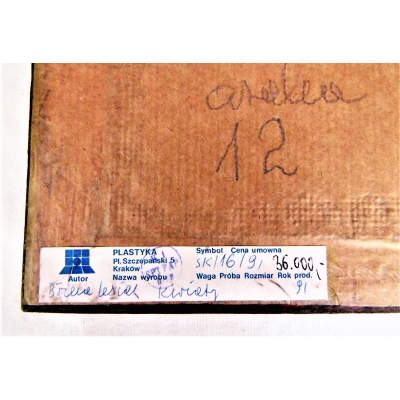 12
PLASTYKA
Pl. Szczepański 5
Kraków
Nazwa wyrobu
Autor
Symbol Cena umowna
SK/16/91 36.000,-
Waga Próba Rozmiar Rok prod.
91
Kwiaty